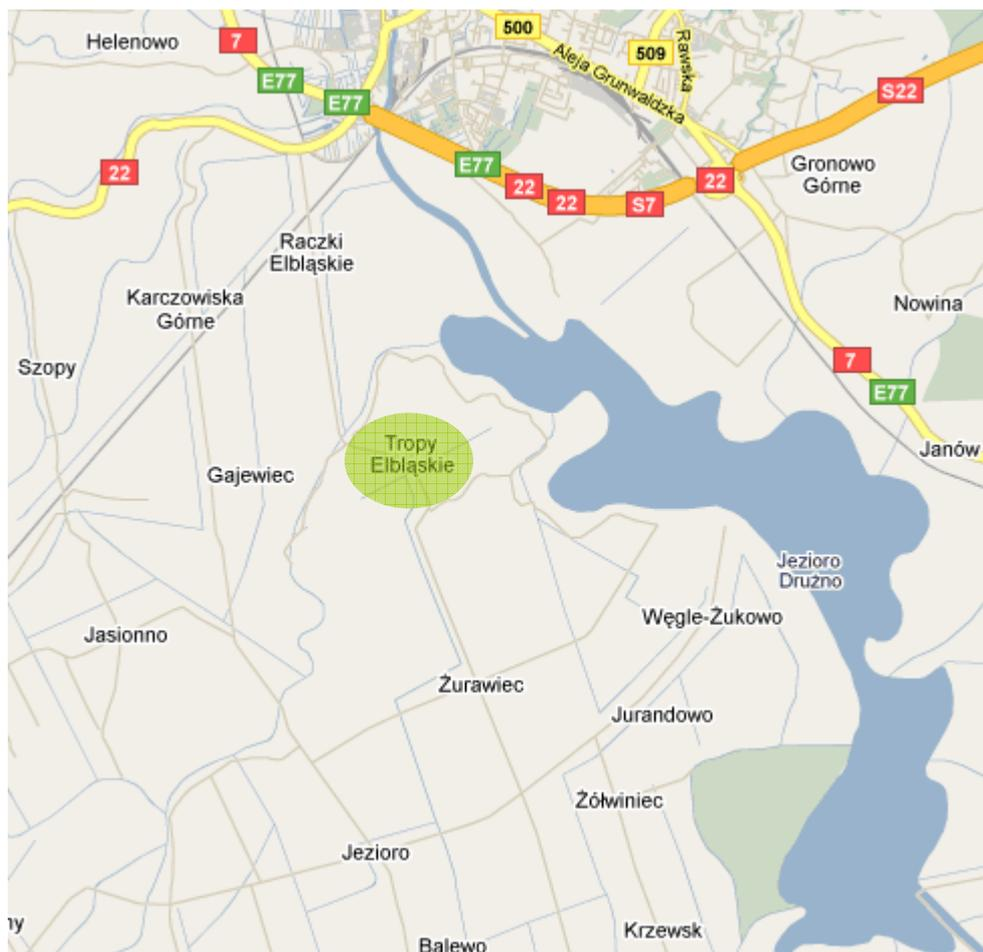 500
Helenowo
7
509
Rawska
Aleja Grunwaldzka
E77
S22
E77
E77
22
Gronowo
Górne
22
22
22
S7
Raczki
Elbląskie
Karczowiska
Górne
Nowina
Szopy
7
E77
Tropy
Elbląskie
Janów
Gajewiec
Jezioro
Drużno
Węgle-Żukowo
Jasionno
Żurawiec
Jurandowo
Żółwiniec
Jezioro
ny
Krzewsk
Balewo